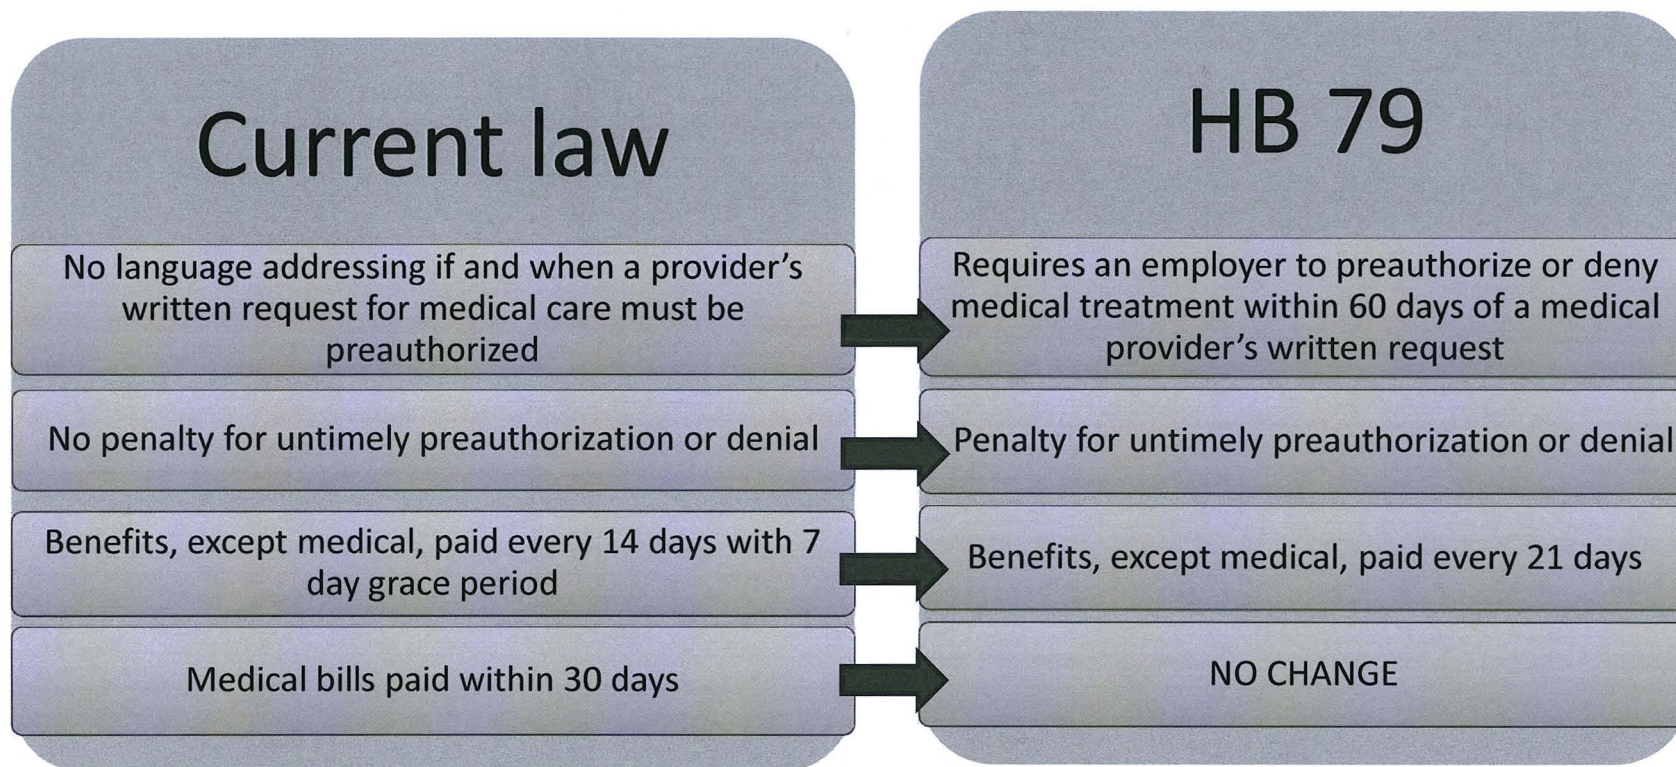 Current law
No language addressing if and when a provider’s
written request for medical care must be
preauthorized
No penalty for untimely preauthorization or denial
Benefits, except medical, paid every 14 days with 7
day grace period
Medical bills paid within 30 days
HB 79
Requires an employer to preauthorize or deny
medical treatment within 60 days of a medical
provider’s written request
Penalty for untimely preauthorization or denial
Benefits, except medical, paid every 21 days
NO CHANGE